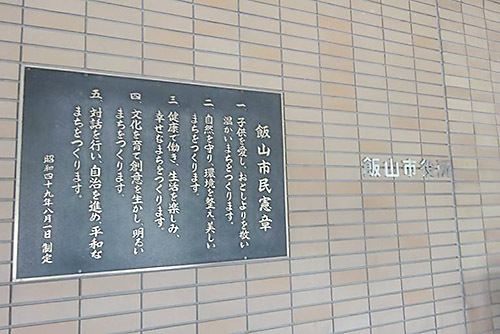 飯山市民憲章
一 子供を愛し、おとしよりを敬い
温かいまちをつくります。
二 自然を守り、環境を整え、美しい
まちをつくります。
三 健康で働き、生活を楽しみ、
幸せなまちをつくります。
四 文化を育て創意を生かし、明るい
まちをつくります。
五 対話を行い、自治を進め、平和な
まちをつくります。
昭和四十九年八月一日 制定
飯山市役所